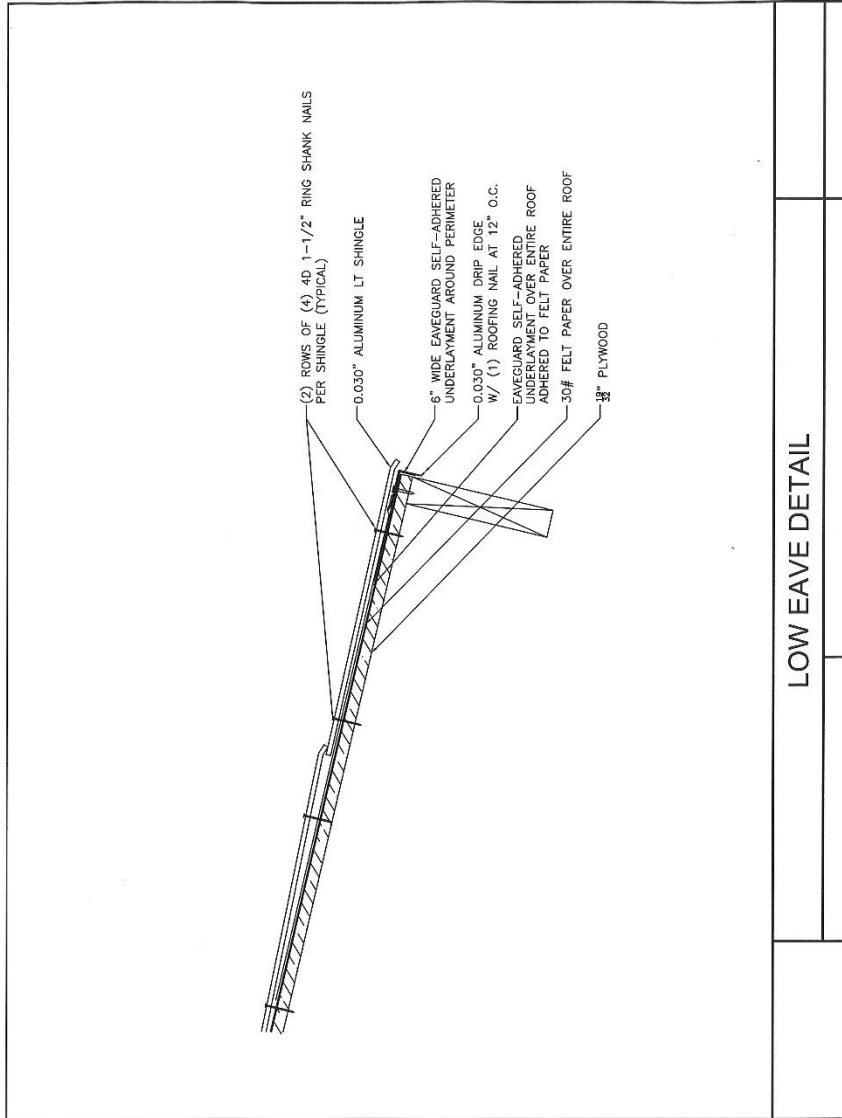 (2) ROWS OF (4) 4D 1-1/2" RING SHANK NAILS
PER SHINGLE (TYPICAL)
0.030" ALUMINUM LT SHINGLE
6" WIDE EAVEGUARD SELF-ADHERED
UNDERLAYMENT AROUND PERIMETER
0.030" ALUMINUM DRIP EDGE
W/ (1) ROOFING NAIL AT 12" O.C.
EAVEGUARD SELF-ADHERED
UNDERLAYMENT OVER ENTIRE ROOF
ADHERED TO FELT PAPER
30# FELT PAPER OVER ENTIRE ROOF
19/32" PLYWOOD
LOW EAVE DETAIL